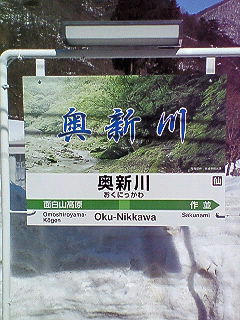 奥新川
奥新川
おくにっかわ
仙
面白山高原
作並
Omoshiroyama-
Kōgen
Oku-Nikkawa
Sakunami